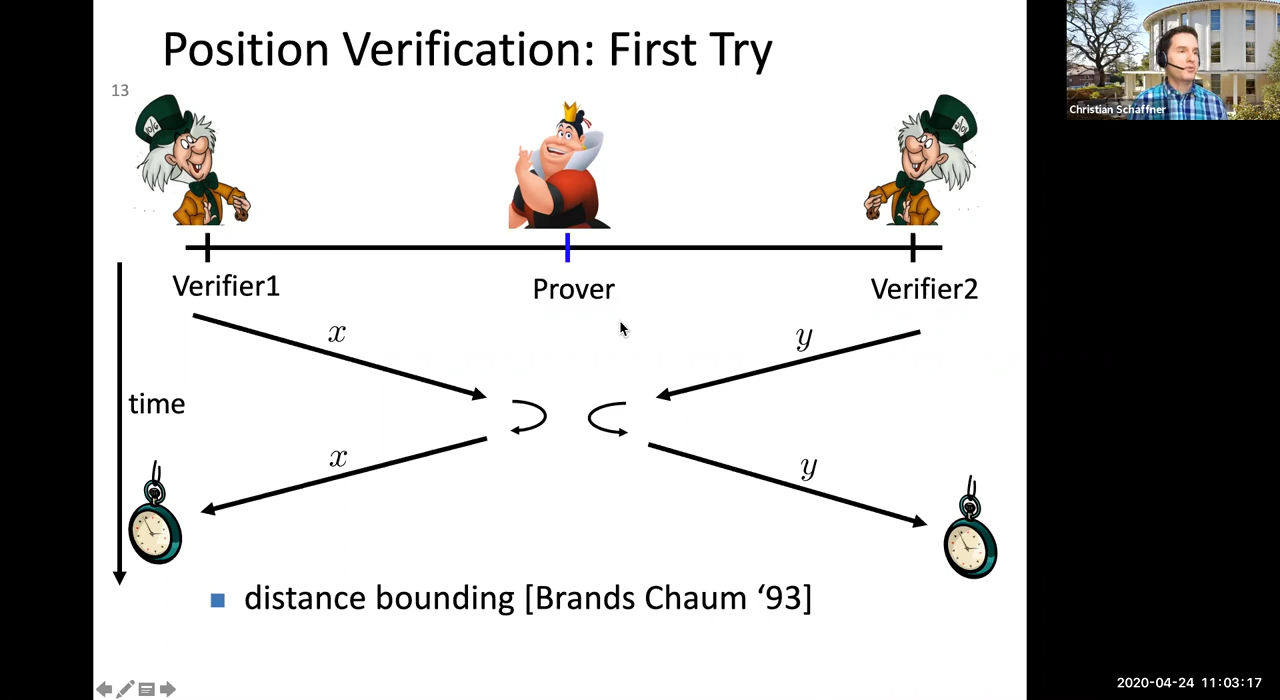 Position Verification: First Try
13
Christian Schaffner
Verifier1
Prover
Verifier2
x
y
time
x
y
distance bounding [Brands Chaum ‘93]
2020-04-24 11:03:17